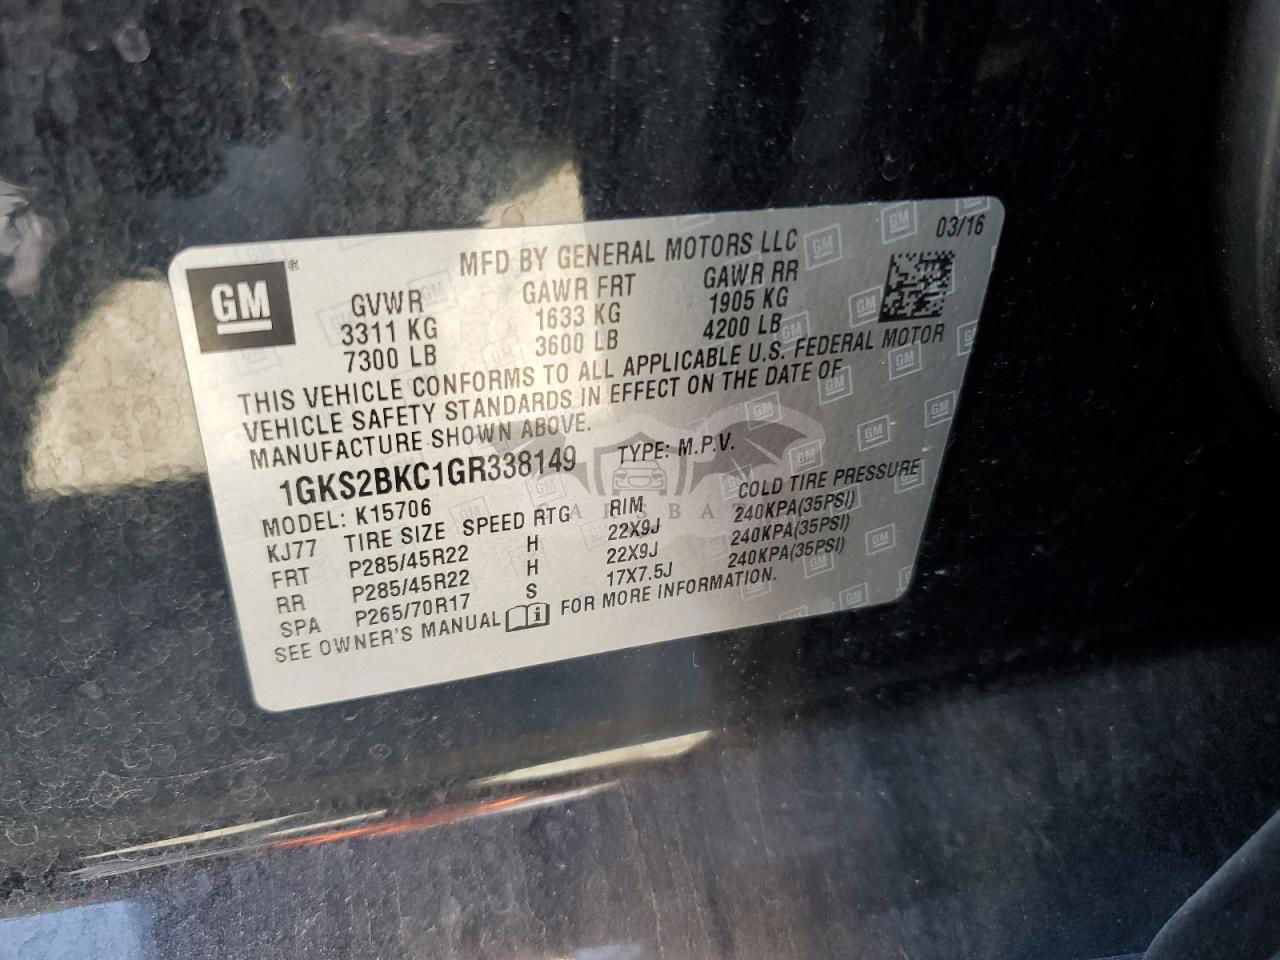 03/16
MFD BY GENERAL MOTORS LLC
GM ®
GVWR GAWR FRT GAWR RR
3311 KG 1633 KG 1905 KG
7300 LB 3600 LB 4200 LB
THIS VEHICLE CONFORMS TO ALL APPLICABLE U.S. FEDERAL MOTOR
VEHICLE SAFETY STANDARDS IN EFFECT ON THE DATE OF
MANUFACTURE SHOWN ABOVE.
1GKS2BKC1GR338149 TYPE: M.P.V.
MODEL: K15706
KJ77 TIRE SIZE SPEED RTG RIM COLD TIRE PRESSURE
FRT P285/45R22 H 22X9J 240KPA(35PSI)
RR P285/45R22 H 22X9J 240KPA(35PSI)
SPA P265/70R17 S 17X7.5J 240KPA(35PSI)
SEE OWNER'S MANUAL i FOR MORE INFORMATION.